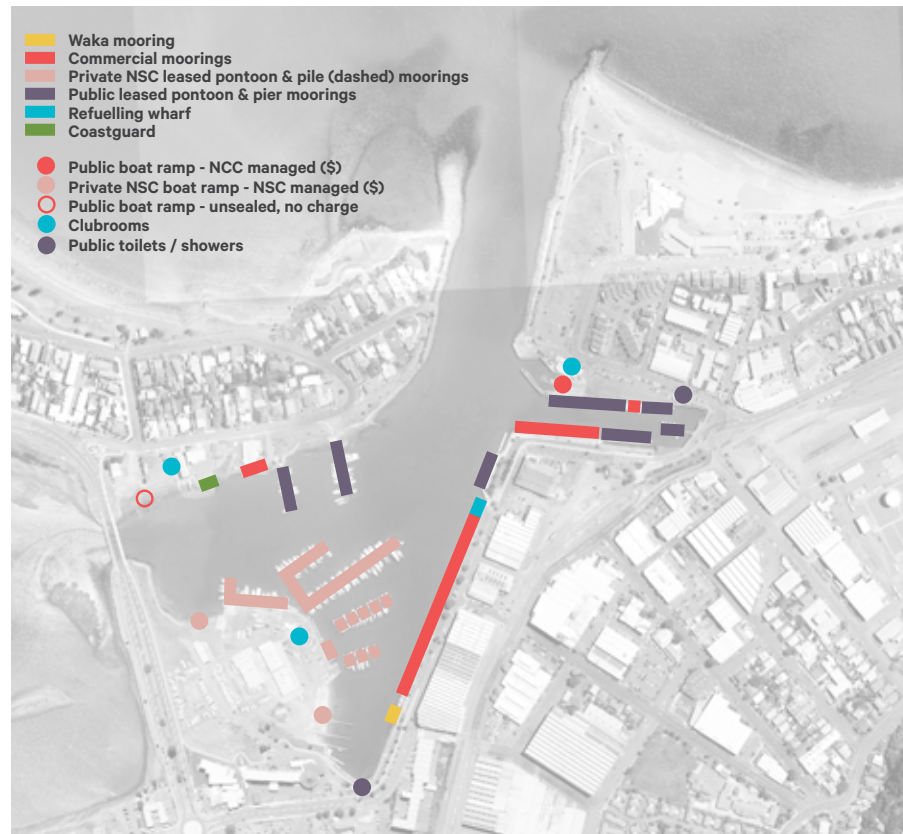 Waka mooring
Commercial moorings
Private NSC leased pontoon & pile (dashed) moorings
Public leased pontoon & pier moorings
Refuelling wharf
Coastguard
Public boat ramp - NCC managed ($)
Private NSC boat ramp - NSC managed ($)
Public boat ramp - unsealed, no charge
Clubrooms
Public toilets / showers